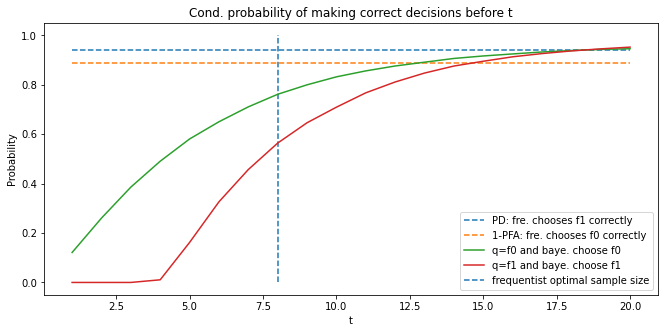 Cond. probability of making correct decisions before t
1.0
0.8
0.6
0.4
0.2
0.0
Probability
PD: fre. chooses f1 correctly
1-PFA: fre. chooses f0 correctly
q=f0 and baye. choose f0
q=f1 and baye. choose f1
frequentist optimal sample size
2.5 5.0 7.5 10.0 12.5 15.0 17.5 20.0
t